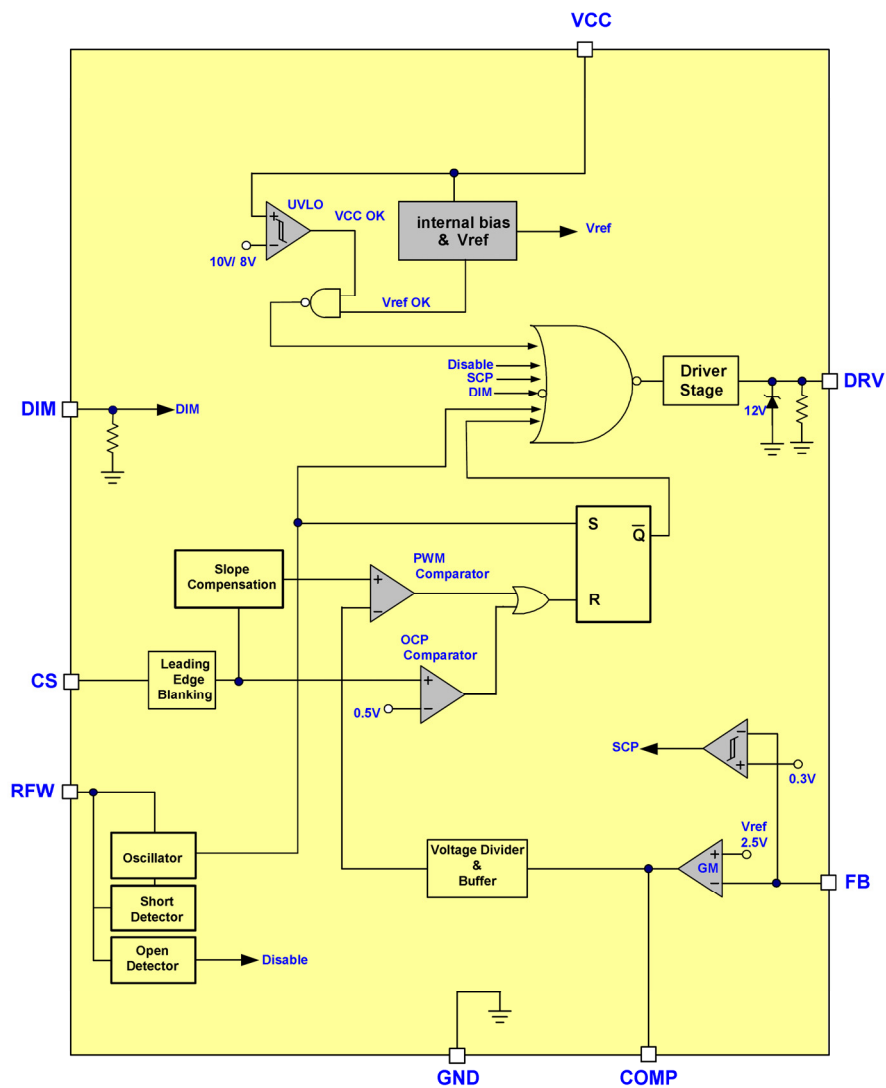 VCC
UVLO
VCC OK
+
−
10V/ 8V
internal bias
& Vref
Vref
Vref OK
Disable
SCP
DIM
Driver
Stage
DRV
12V
DIM
DIM
S
Q
R
Slope
Compensation
PWM
Comparator
+
−
OCP
Comparator
+
−
0.5V
CS
Leading
Edge
Blanking
SCP
−
+
0.3V
RFW
Oscillator
Short
Detector
Open
Detector
Disable
Voltage Divider
&
Buffer
Vref
2.5V
+
GM
−
FB
GND
COMP